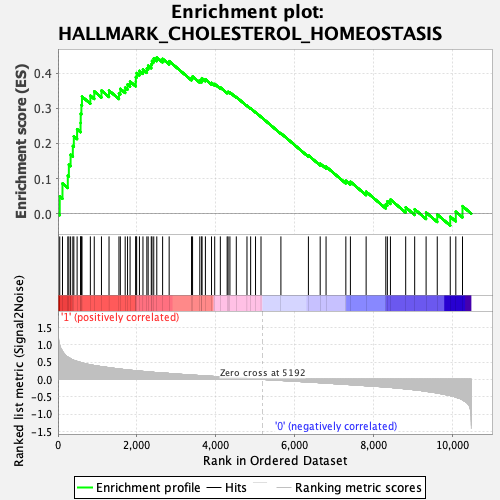 Enrichment plot:
HALLMARK_CHOLESTEROL_HOMEOSTASIS
Enrichment score (ES)
0.4
0.3
0.2
0.1
0.0
Ranked list metric (Signal2Noise)
1.5
1.0
0.5
0.0
-0.5
-1.0
-1.5
'1' (positively correlated)
Zero cross at 5192
'0' (negatively correlated)
0
2,000
4,000
6,000
8,000
10,000
Rank in Ordered Dataset
Enrichment profile
Hits
Ranking metric scores